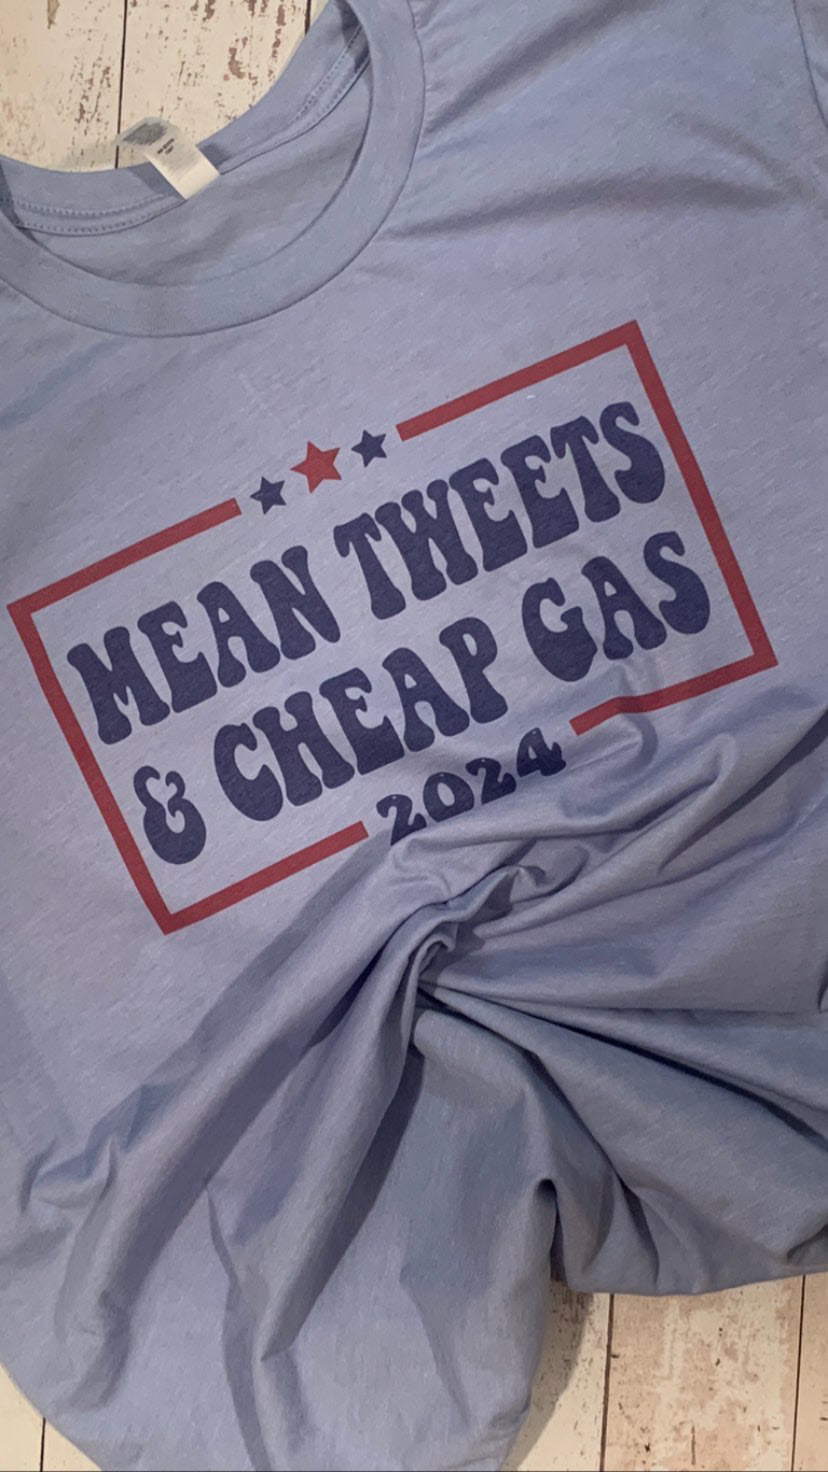 MEAN TWEETS
& CHEAP GAS
2024